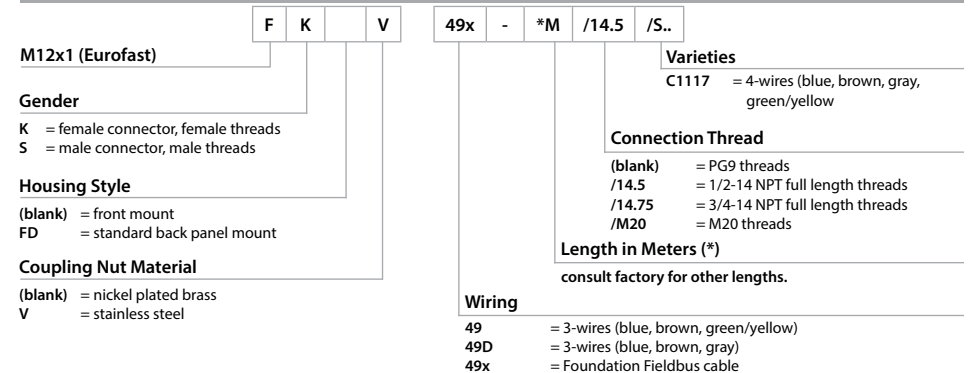 F K V 49x - *M /14.5 /S..
M12x1 (Eurofast)
Gender
K = female connector, female threads
S = male connector, male threads
Housing Style
(blank) = front mount
FD = standard back panel mount
Coupling Nut Material
(blank) = nickel plated brass
V = stainless steel
Varieties
C1117 = 4-wires (blue, brown, gray,
green/yellow
Connection Thread
(blank) = PG9 threads
/14.5 = 1/2-14 NPT full length threads
/14.75 = 3/4-14 NPT full length threads
/M20 = M20 threads
Length in Meters (*)
consult factory for other lengths.
Wiring
49 = 3-wires (blue, brown, green/yellow)
49D = 3-wires (blue, brown, gray)
49x = Foundation Fieldbus cable